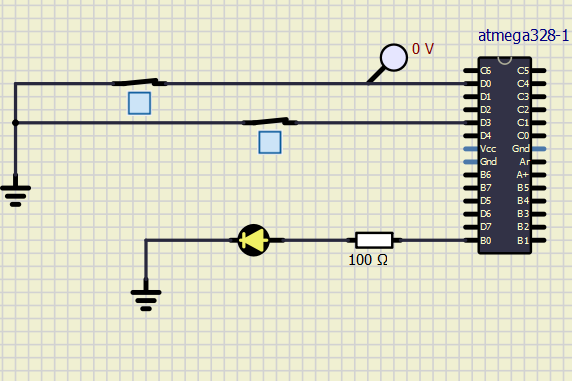 atmega328-1
0 V
C6 C5
D0 C4
D1 C3
D2 C2
D3 C1
D4 C0
Vcc Gnd
Gnd Ar
B6 A+
B7 B5
D5 B4
D6 B3
D7 B2
B0 B1
100 Ω